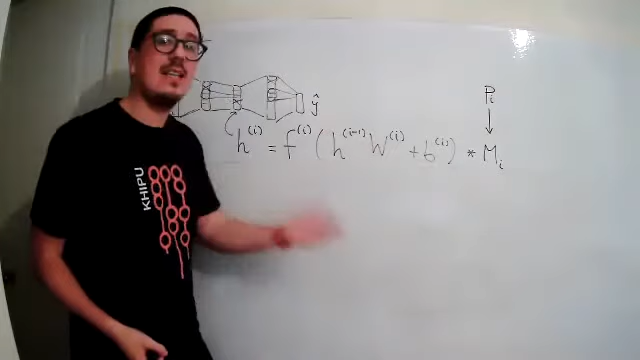 ŷ
Pᵢ
h⁽ⁱ⁾ = f⁽ⁱ⁾ (h⁽ⁱ⁻¹⁾ W⁽ⁱ⁾ + b⁽ⁱ⁾) * Mᵢ
KHIPU